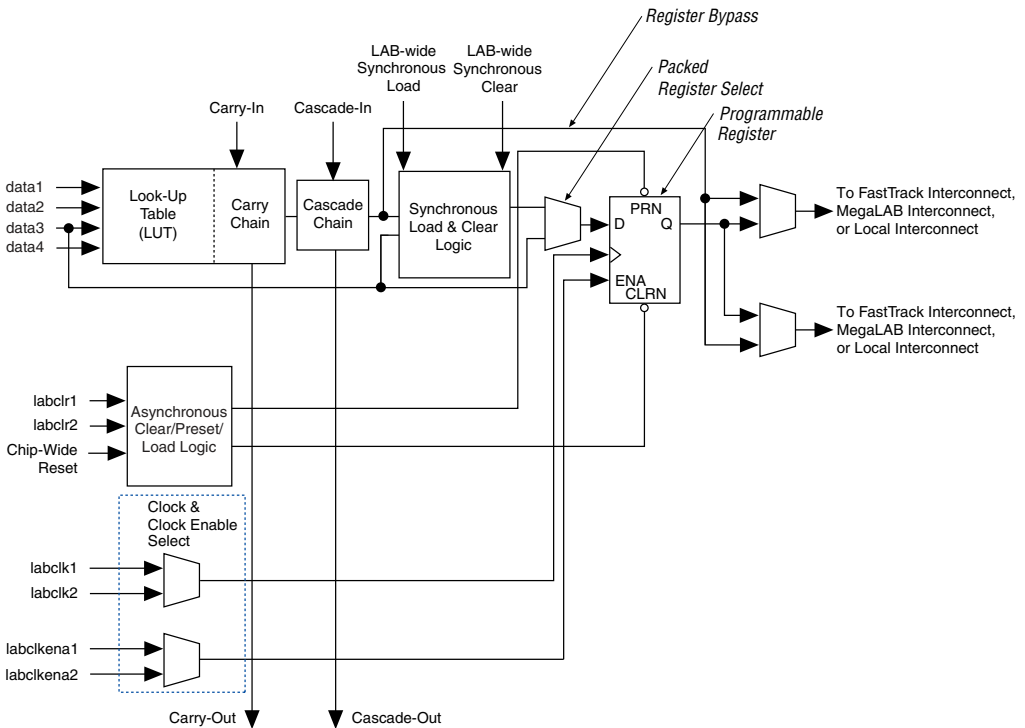 Register Bypass
LAB-wide
Synchronous
Load
LAB-wide
Synchronous
Clear
Packed
Register Select
Programmable
Register
Carry-In
Cascade-In
data1
data2
data3
data4
Look-Up
Table
(LUT)
Carry
Chain
Cascade
Chain
Synchronous
Load & Clear
Logic
PRN
D
Q
ENA
CLRN
To FastTrack Interconnect,
MegaLAB Interconnect,
or Local Interconnect
To FastTrack Interconnect,
MegaLAB Interconnect,
or Local Interconnect
labclr1
labclr2
Chip-Wide
Reset
Asynchronous
Clear/Preset/
Load Logic
Clock &
Clock Enable
Select
labclk1
labclk2
labclkena1
labclkena2
Carry-Out
Cascade-Out